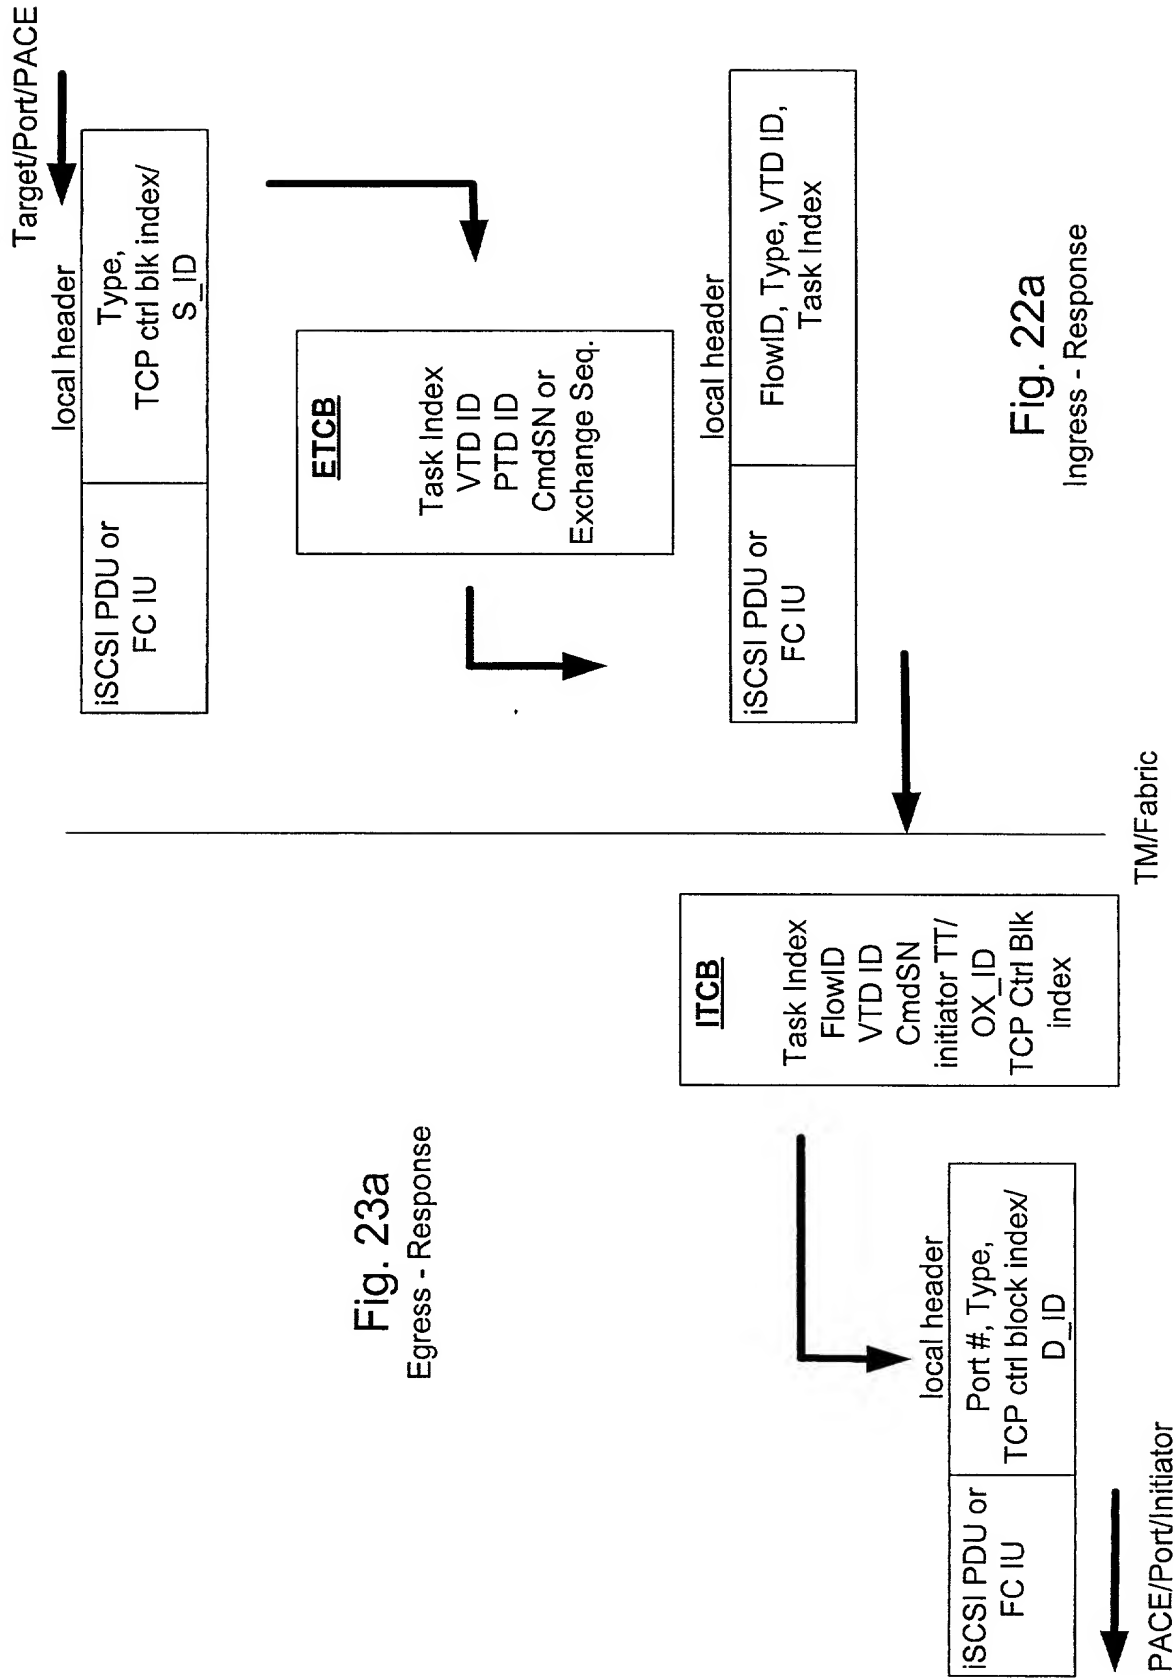 Target/Port/PACE
local header
iSCSI PDU or
FC IU
Type,
TCP ctrl blk index/
S_ID
ETCB
Task Index
VTD ID
PTD ID
CmdSN or
Exchange Seq.
local header
iSCSI PDU or
FC IU
FlowID, Type, VTD ID,
Task Index
Fig. 22a
Ingress - Response
TM/Fabric
Fig. 23a
Egress - Response
ITCB
Task Index
FlowID
VTD ID
CmdSN
initiator TT/
OX_ID
TCP Ctrl Blk
index
local header
iSCSI PDU or
FC IU
Port #, Type,
TCP ctrl block index/
D_ID
PACE/Port/Initiator